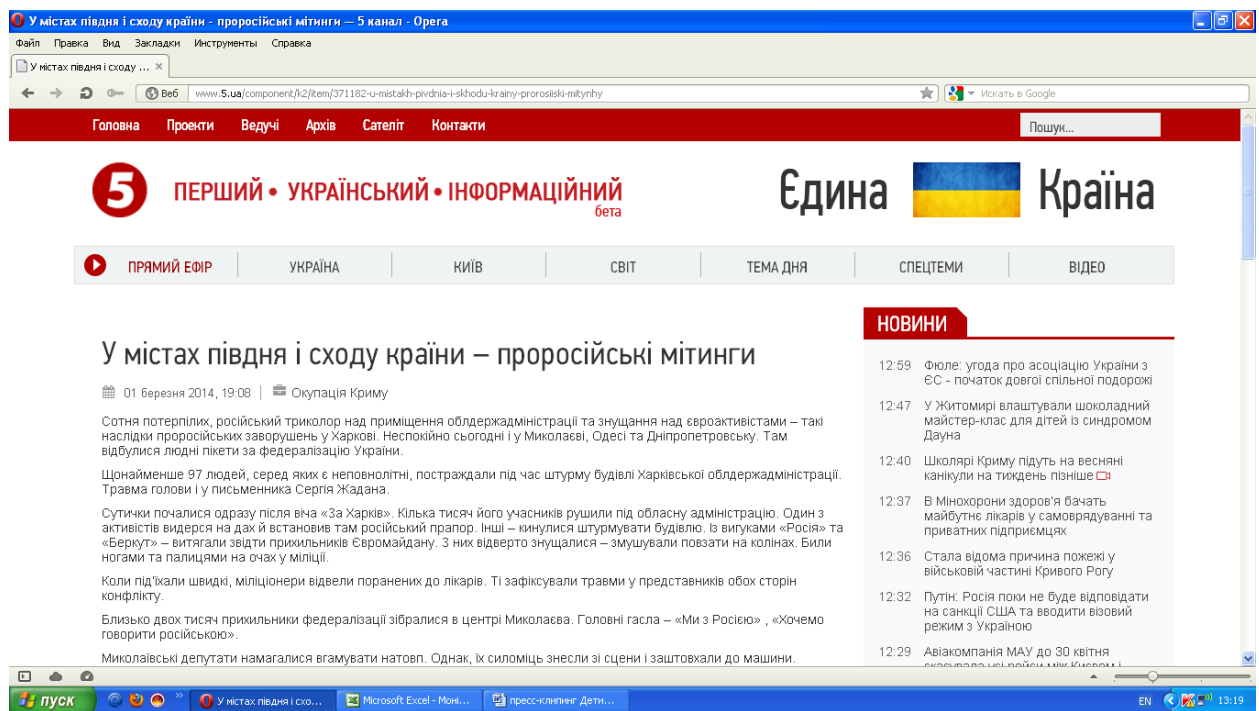 У містах півдня і сходу країни - проросійські мітинги — 5 канал - Opera
Файл Правка Вид Закладки Инструменты Справка
У містах півдня і сходу ...
Веб www.5.ua/component/k2/item/371182-u-mistakh-pivdnia-i-skhodu-krainy-prorosiiski-mitynhy Искать в Google
Головна Проекти Ведучі Архів Сателіт Контакти Пошук...
5 ПЕРШИЙ • УКРАЇНСЬКИЙ • ІНФОРМАЦІЙНИЙ
бета
Єдина Країна
ПРЯМИЙ ЕФІР УКРАЇНА КИЇВ СВІТ ТЕМА ДНЯ СПЕЦТЕМИ ВІДЕО
У містах півдня і сходу країни – проросійські мітинги
01 березня 2014, 19:08 | Окупація Криму
Сотня потерпілих, російський триколор над приміщення облдержадміністрації та знущання над євроактивістами – такі
наслідки проросійських заворушень у Харкові. Неспокійно сьогодні і у Миколаєві, Одесі та Дніпропетровську. Там
відбулися людні пікети за федералізацію України.
Щонайменше 97 людей, серед яких є неповнолітні, постраждали під час штурму будівлі Харківської облдержадміністрації.
Травма голови і у письменника Сергія Жадана.
Сутички почалися одразу після віча «За Харків». Кілька тисяч його учасників рушили під обласну адміністрацію. Один з
активістів видерся на дах й встановив там російський прапор. Інші – кинулися штурмувати будівлю. Із вигуками «Росія» та
«Беркут» – витягали звідти прихильників Євромайдану. З них відверто знущалися – змушували повзати на колінах. Били
ногами та палицями на очах у міліції.
Коли під'їхали швидкі, міліціонери відвели поранених до лікарів. Ті зафіксували травми у представників обох сторін
конфлікту.
Близько двох тисяч прихильники федералізації зібралися в центрі Миколаєва. Головні гасла – «Ми з Росією» , «Хочемо
говорити російською».
Миколаївські депутати намагалися вгамувати натовп. Однак, їх силоміць знесли зі сцени і заштовхали до машини.
НОВИНИ
12:59 Фюле: угода про асоціацію України з
ЄС - початок довгої спільної подорожі
12:47 У Житомирі влаштували шоколадний
майстер-клас для дітей із синдромом
Дауна
12:40 Школярі Криму підуть на весняні
канікули на тиждень пізніше
12:37 В Мінохорони здоров'я бачать
майбутнє лікарів у самоврядуванні та
приватних підприємцях
12:36 Стала відома причина пожежі у
військовій частині Кривого Рогу
12:32 Путін: Росія поки не буде відповідати
на санкції США та вводити візовий
режим з Україною
12:29 Авіакомпанія МАУ до 30 квітня
скасувала усі рейси між Києвом і
пуск У містах півдня і схо... Microsoft Excel - Моні... пресс-клипинг Дети... EN 13:19